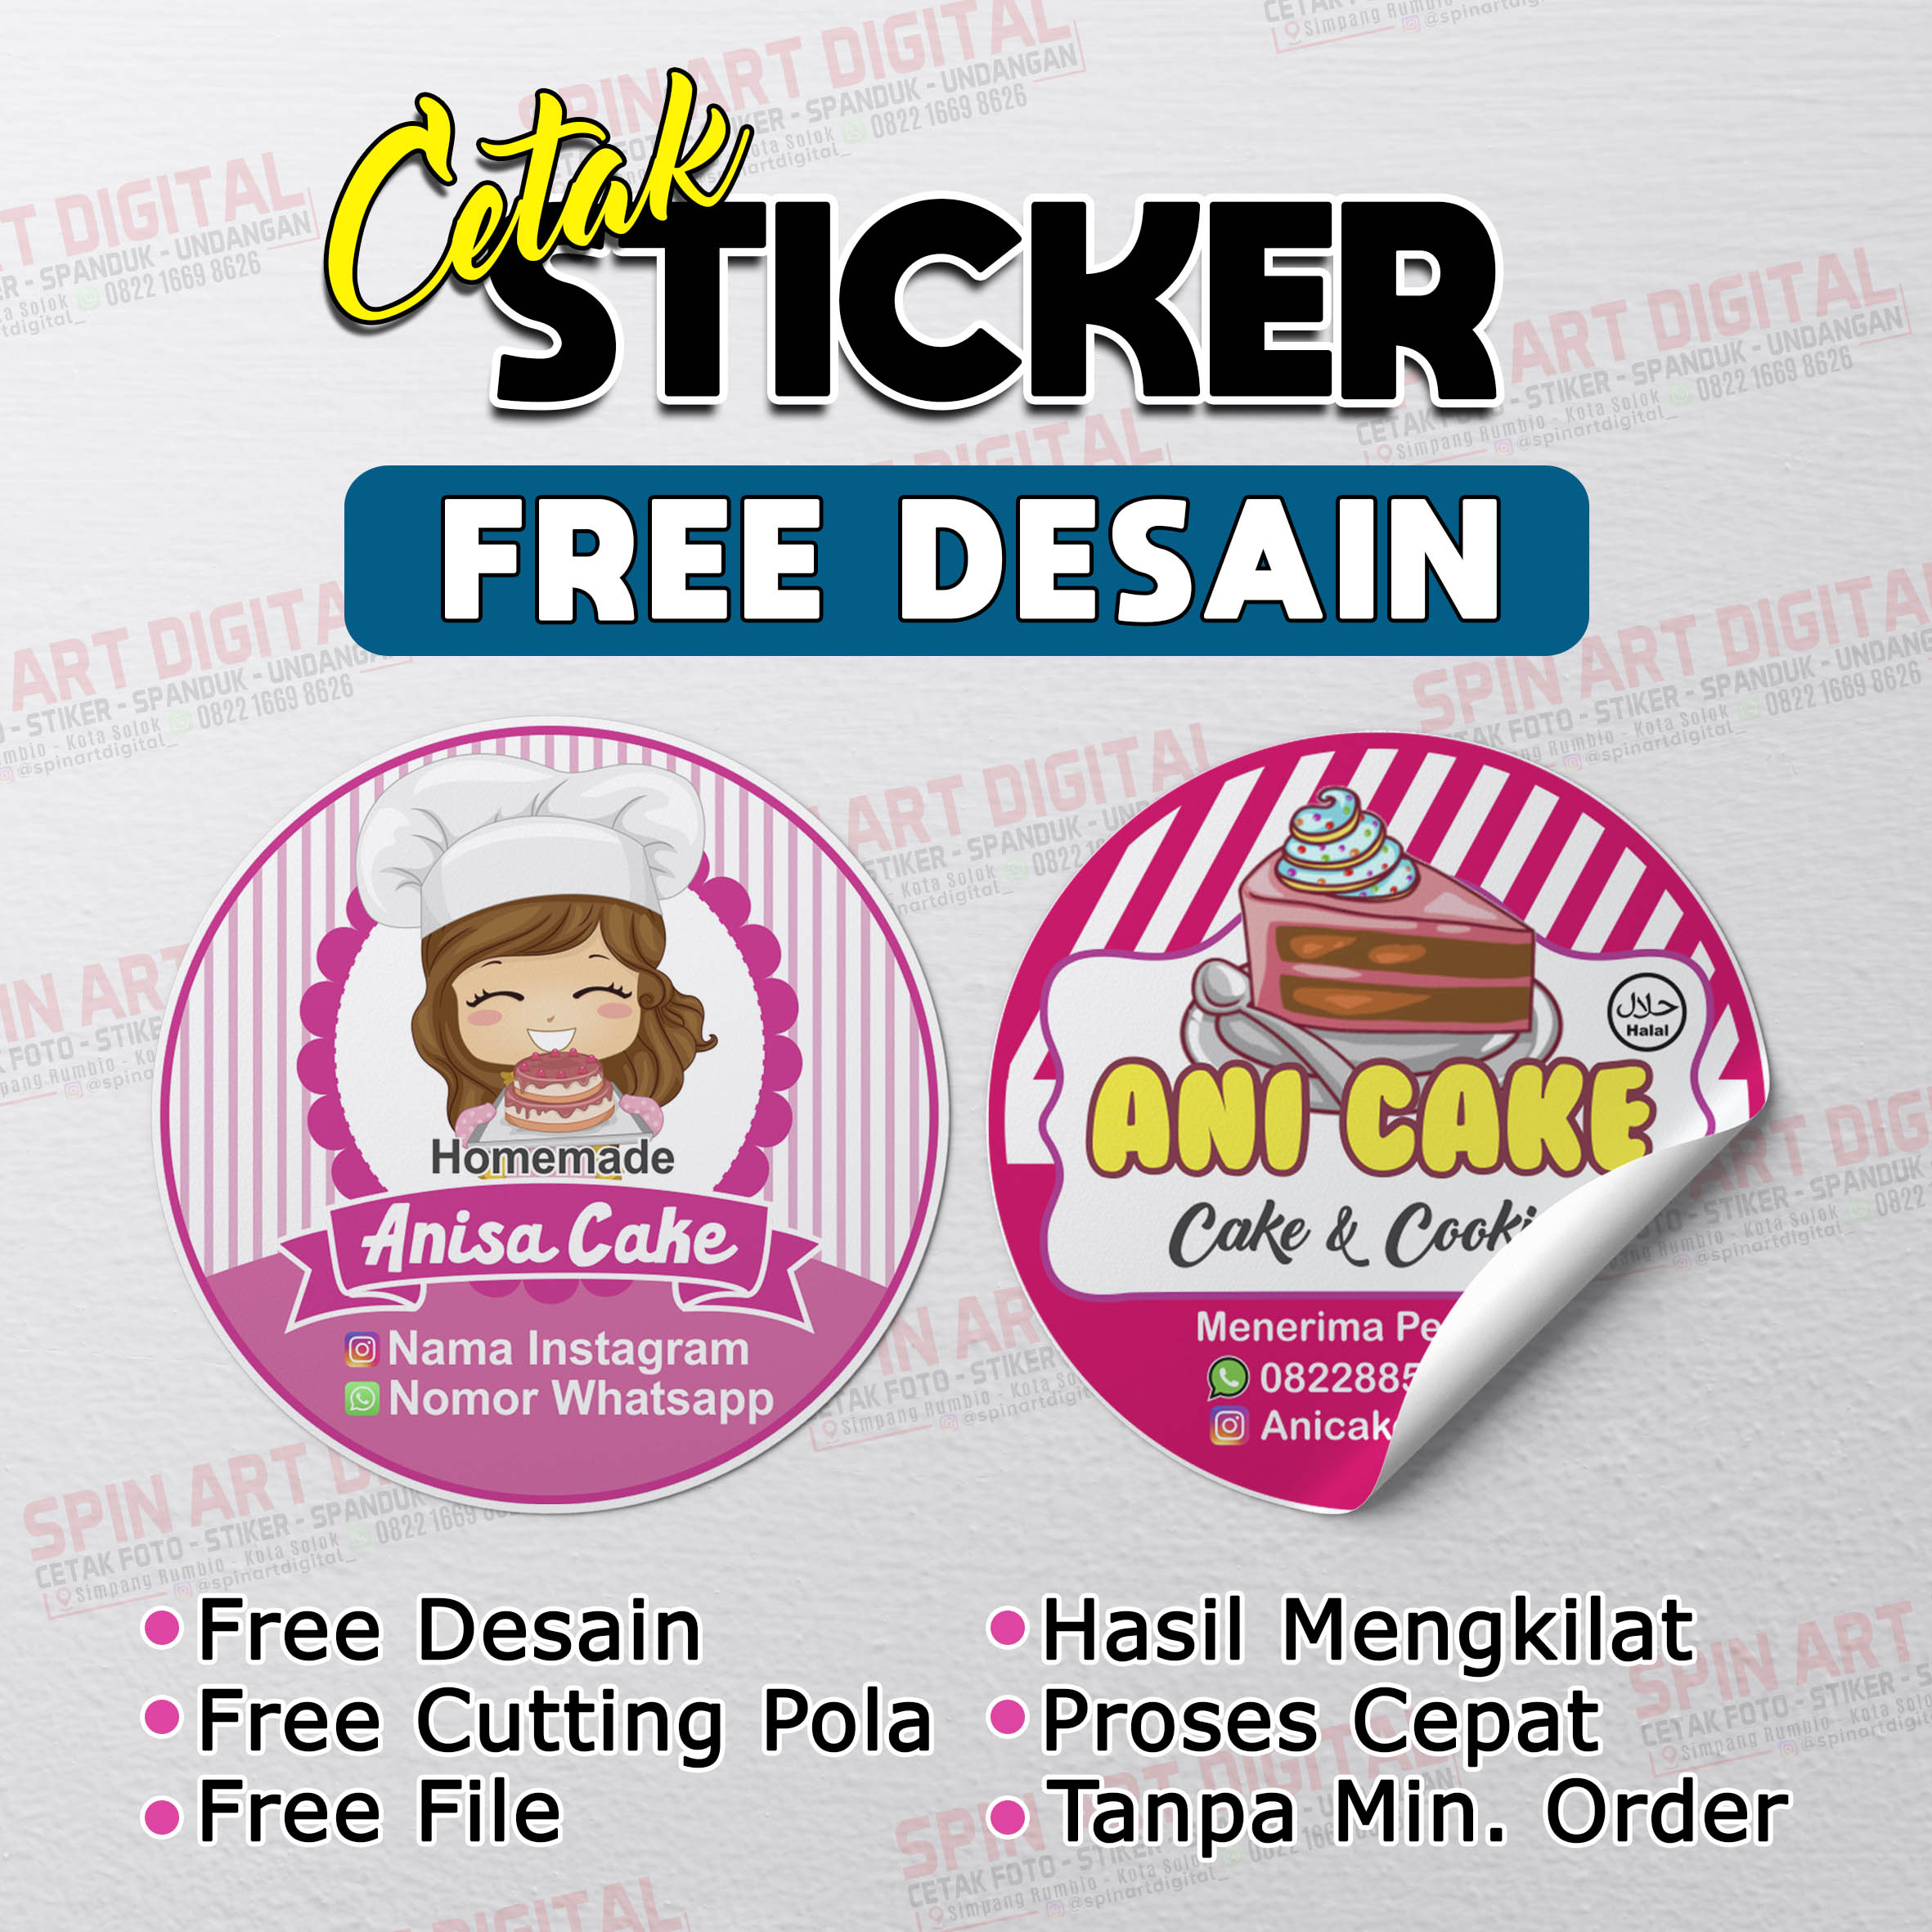 Cetak
STICKER
FREE DESAIN
Homemade
Anisa Cake
Nama Instagram
Nomor Whatsapp
حلال
Halal
ANI CAKE
Cake & Cooki
Menerima Pe
0822885
Anicak
Free Desain
Free Cutting Pola
Free File
Hasil Mengkilat
Proses Cepat
Tanpa Min. Order
SPIN ART DIGITAL
CETAK FOTO - STIKER - SPANDUK - UNDANGAN
Simpang Rumbio - Kota Solok 0822 1669 8626
@spinartdigital_